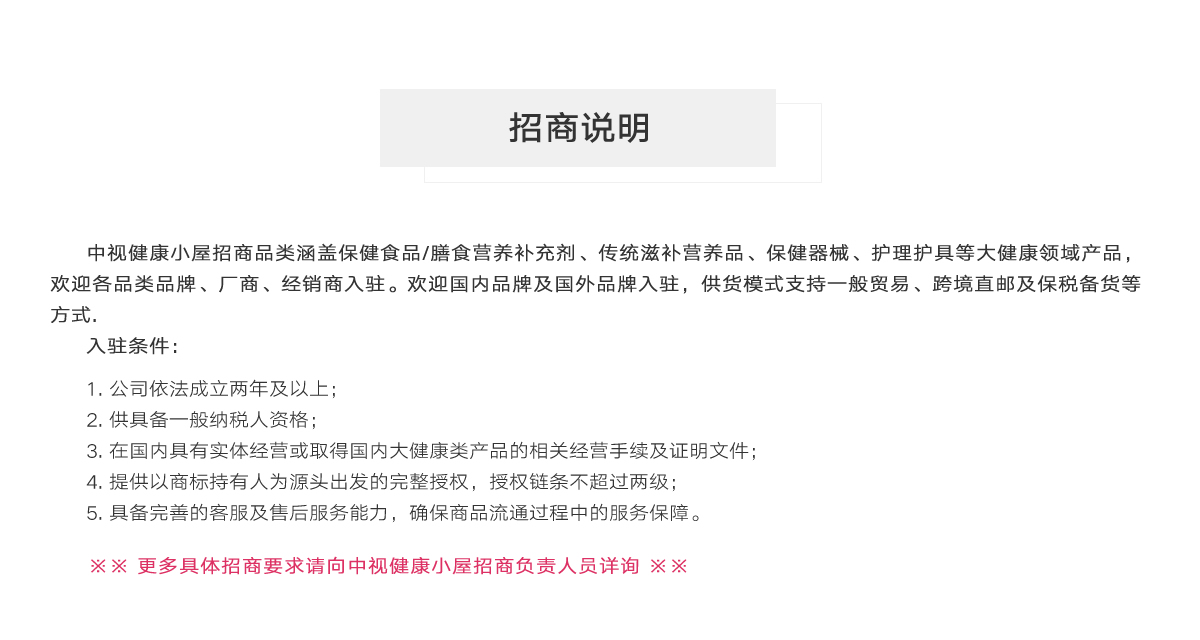 招商说明
中视健康小屋招商品类涵盖保健食品/膳食营养补充剂、传统滋补营养品、保健器械、护理护具等大健康领域产品，
欢迎各品类品牌、厂商、经销商入驻。欢迎国内品牌及国外品牌入驻，供货模式支持一般贸易、跨境直邮及保税备货等
方式.
入驻条件：
1. 公司依法成立两年及以上；
2. 供具备一般纳税人资格；
3. 在国内具有实体经营或取得国内大健康类产品的相关经营手续及证明文件；
4. 提供以商标持有人为源头出发的完整授权，授权链条不超过两级；
5. 具备完善的客服及售后服务能力，确保商品流通过程中的服务保障。
※※ 更多具体招商要求请向中视健康小屋招商负责人员详询 ※※